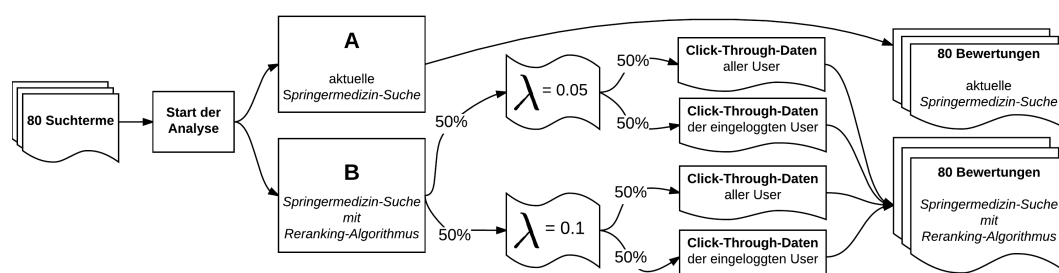 80 Suchterme
Start der
Analyse
A
aktuelle
Springermedizin-Suche
B
Springermedizin-Suche
mit
Reranking-Algorithmus
50%
50%
λ = 0.05
λ = 0.1
50%
50%
50%
50%
Click-Through-Daten
aller User
Click-Through-Daten
der eingeloggten User
Click-Through-Daten
aller User
Click-Through-Daten
der eingeloggten User
80 Bewertungen
aktuelle
Springermedizin-Suche
80 Bewertungen
Springermedizin-Suche
mit
Reranking-Algorithmus